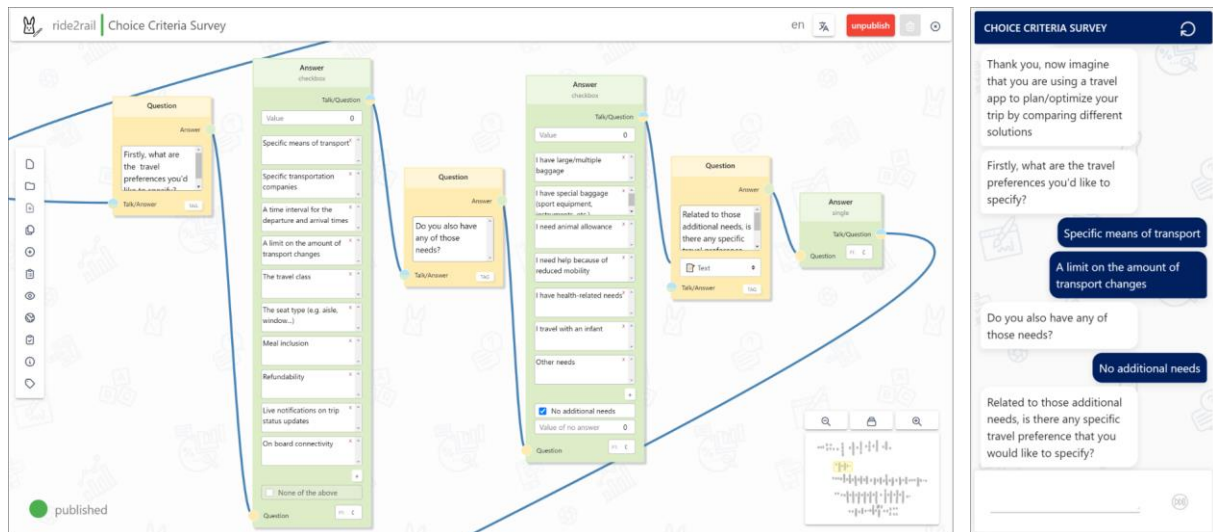 ride2rail
Choice Criteria Survey
en
unpublish
Question
Answer
Firstly, what are
the travel
preferences you'd
like to specify?
Talk/Answer
TAG
Answer
checkbox
Talk/Question
Value
0
Specific means of transport
Specific transportation
companies
A time interval for the
departure and arrival times
A limit on the amount of
transport changes
The travel class
The seat type (e.g. aisle,
window...)
Meal inclusion
Refundability
Live notifications on trip
status updates
On board connectivity
+
None of the above
Question
Question
Answer
Do you also have
any of those
needs?
Talk/Answer
TAG
Answer
checkbox
Talk/Question
Value
0
I have large/multiple
baggage
I have special baggage
(sport equipment,
instruments, etc.)
I need animal allowance
I need help because of
reduced mobility
I have health-related needs
I travel with an infant
Other needs
+
No additional needs
Value of no answer
0
Question
Question
Answer
Related to those
additional needs, is
there any specific
travel preference
Text
Talk/Answer
TAG
Answer
single
Talk/Question
Question
published
CHOICE CRITERIA SURVEY
Thank you, now imagine
that you are using a travel
app to plan/optimize your
trip by comparing different
solutions
Firstly, what are the travel
preferences you'd like to
specify?
Specific means of transport
A limit on the amount of
transport changes
Do you also have any of
those needs?
No additional needs
Related to those additional
needs, is there any specific
travel preference that you
would like to specify?